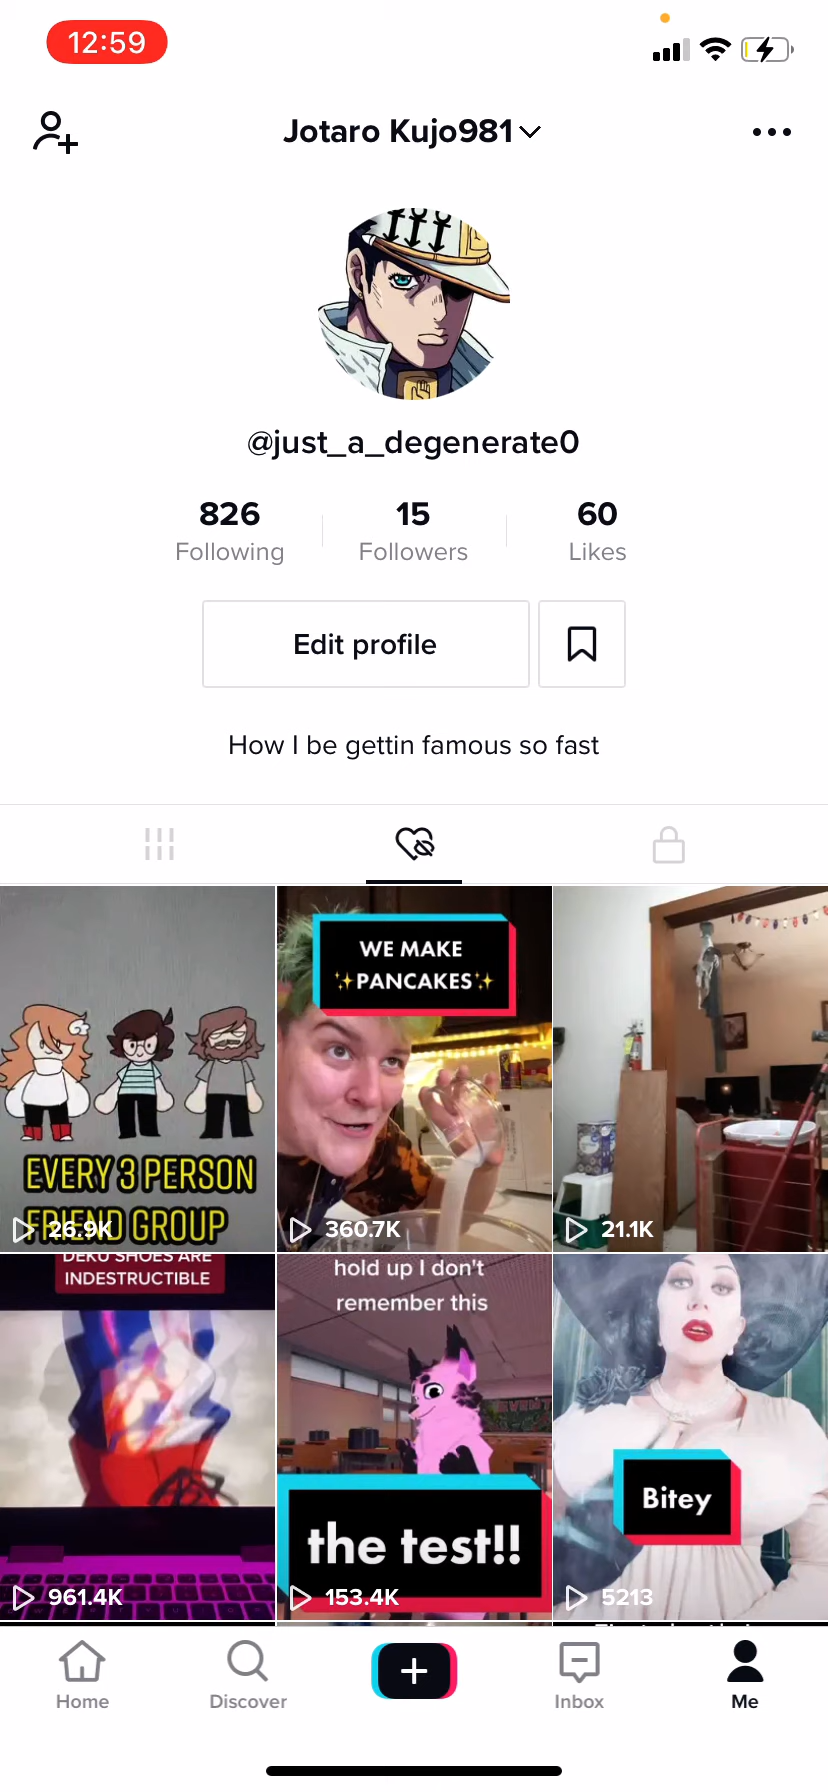 12:59
Jotaro Kujo981
@just_a_degenerate0
826
15
60
Following
Followers
Likes
Edit profile
How I be gettin famous so fast
WE MAKE
✨PANCAKES✨
EVERY 3 PERSON
FRIEND GROUP
26.9K
360.7K
21.1K
DEKU SHOES ARE
INDESTRUCTIBLE
hold up I don't
remember this
the test!!
Bitey
961.4K
153.4K
5213
Home
Discover
Inbox
Me